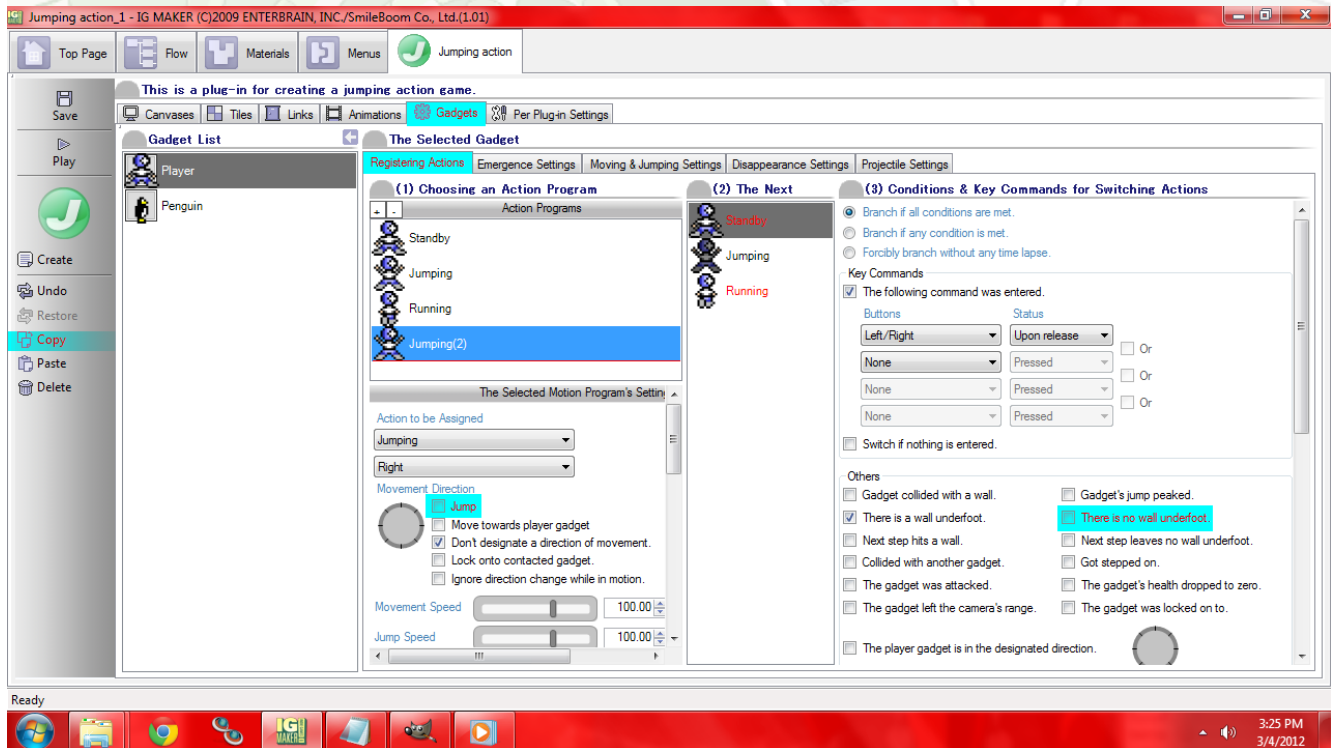 Jumping action_1 - IG MAKER (C)2009 ENTERBRAIN, INC./SmileBoom Co., Ltd.(1.01)
Top Page
Flow
Materials
Menus
Jumping action
Save
Play
Create
Undo
Restore
Copy
Paste
Delete
This is a plug-in for creating a jumping action game.
Canvases
Tiles
Links
Animations
Gadgets
Per Plug-in Settings
Gadget List
Player
Penguin
The Selected Gadget
Registering Actions
Emergence Settings
Moving & Jumping Settings
Disappearance Settings
Projectile Settings
(1) Choosing an Action Program
+ -
Action Programs
Standby
Jumping
Running
Jumping(2)
The Selected Motion Program's Settin
Action to be Assigned
Jumping
Right
Movement Direction
Jump
Move towards player gadget
Don't designate a direction of movement.
Lock onto contacted gadget.
Ignore direction change while in motion.
Movement Speed
100.00
Jump Speed
100.00
(2) The Next
Standby
Jumping
Running
(3) Conditions & Key Commands for Switching Actions
Branch if all conditions are met.
Branch if any condition is met.
Forcibly branch without any time lapse.
Key Commands
The following command was entered.
Buttons Status
Left/Right Upon release
Or
None Pressed
Or
None Pressed
Or
None Pressed
Switch if nothing is entered.
Others
Gadget collided with a wall. Gadget's jump peaked.
There is a wall underfoot. There is no wall underfoot.
Next step hits a wall. Next step leaves no wall underfoot.
Collided with another gadget. Got stepped on.
The gadget was attacked. The gadget's health dropped to zero.
The gadget left the camera's range. The gadget was locked on to.
The player gadget is in the designated direction.
Ready
IG
MAKER
3:25 PM
3/4/2012